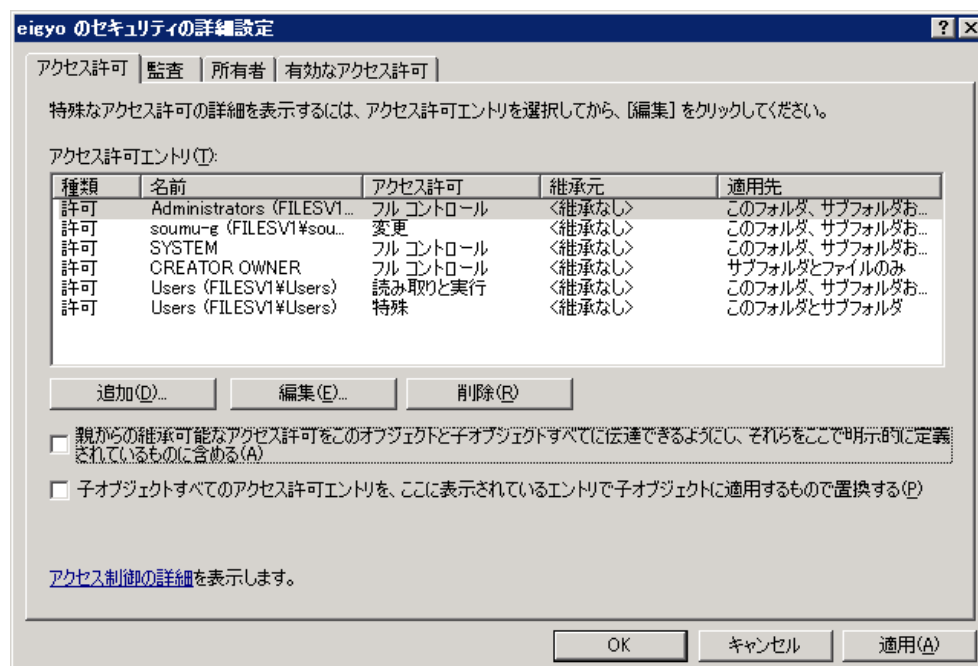 eigyo のセキュリティの詳細設定
アクセス許可 監査 所有者 有効なアクセス許可
特殊なアクセス許可の詳細を表示するには、アクセス許可エントリを選択してから、[編集] をクリックしてください。
アクセス許可エントリ(T):
種類 名前 アクセス許可 継承元 適用先
許可 Administrators (FILESV1... フル コントロール <継承なし> このフォルダ、サブフォルダお...
許可 soumu-g (FILESV1¥sou... 変更 <継承なし> このフォルダ、サブフォルダお...
許可 SYSTEM フル コントロール <継承なし> このフォルダ、サブフォルダお...
許可 CREATOR OWNER フル コントロール <継承なし> サブフォルダとファイルのみ
許可 Users (FILESV1¥Users) 読み取りと実行 <継承なし> このフォルダ、サブフォルダお...
許可 Users (FILESV1¥Users) 特殊 <継承なし> このフォルダとサブフォルダ
追加(D)... 編集(E)... 削除(R)
親からの継承可能なアクセス許可をこのオブジェクトと子オブジェクトすべてに伝達できるようにし、それらをここで明示的に定義
されているものに含める(A)
子オブジェクトすべてのアクセス許可エントリを、ここに表示されているエントリで子オブジェクトに適用するもので置換する(P)
アクセス制御の詳細を表示します。
OK キャンセル 適用(A)